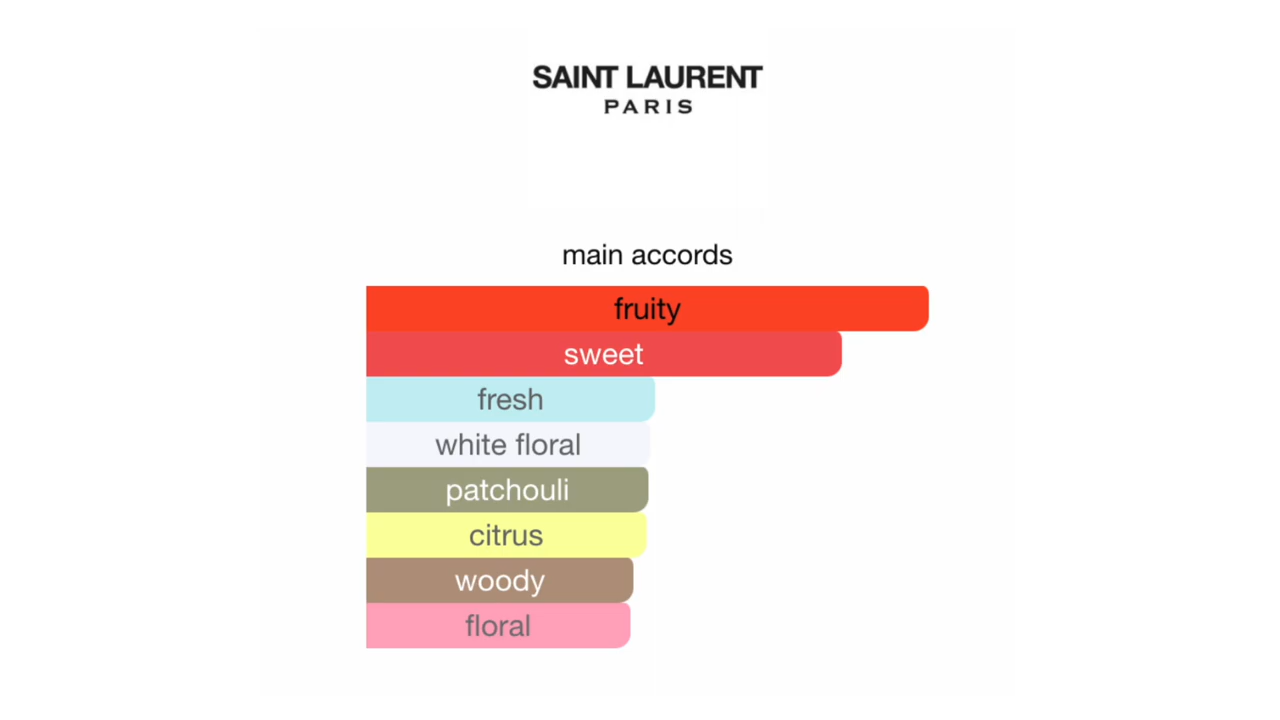 SAINT LAURENT
PARIS
main accords
fruity
sweet
fresh
white floral
patchouli
citrus
woody
floral